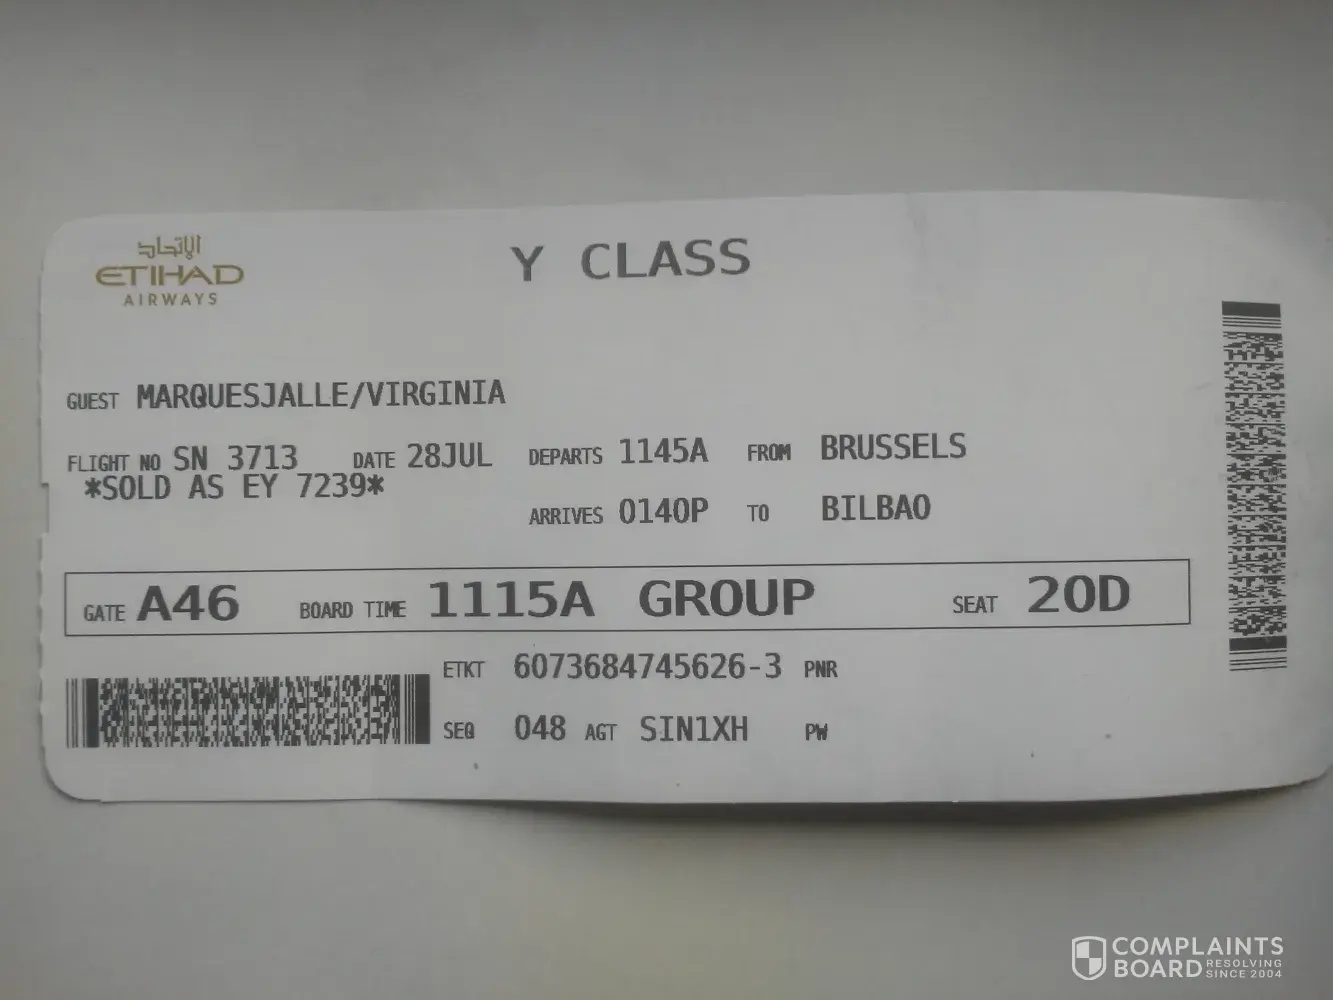 الإتحاد
ETIHAD
AIRWAYS
Y CLASS
GUEST MARQUESJALLE/VIRGINIA
FLIGHT NO SN 3713 DATE 28JUL DEPARTS 1145A FROM BRUSSELS
*SOLD AS EY 7239*
ARRIVES 0140P TO BILBAO
GATE A46 BOARD TIME 1115A GROUP SEAT 20D
ETKT 6073684745626-3 PNR
SEQ 048 AGT SIN1XH PW
COMPLAINTS
BOARD RESOLVING
SINCE 2004